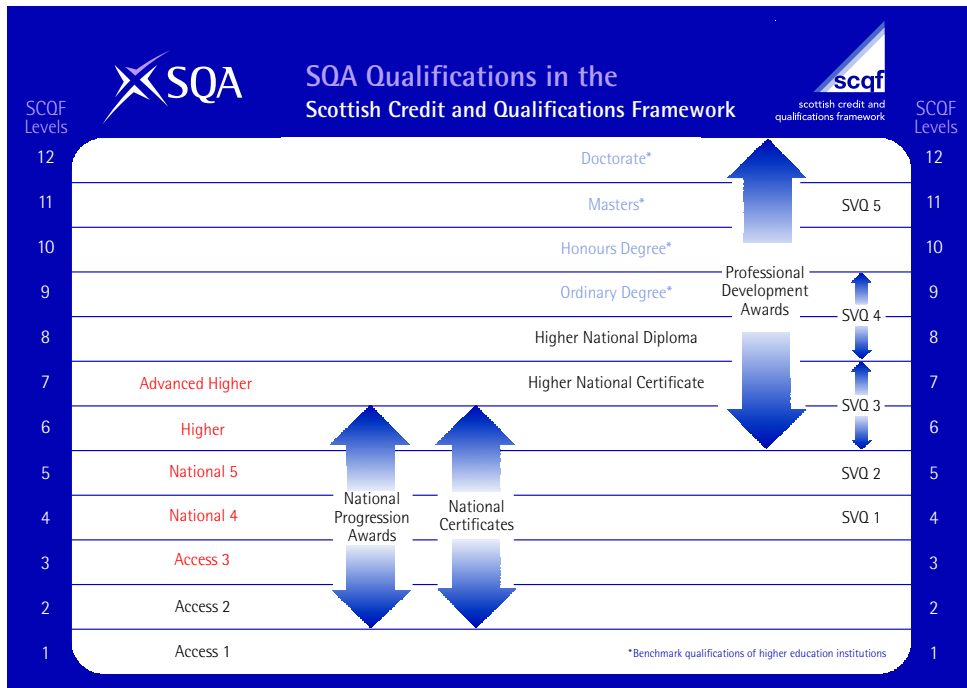 SQA
SQA Qualifications in the
Scottish Credit and Qualifications Framework
scqf
scottish credit and
qualifications framework
SCQF
Levels
SCQF
Levels
12 Doctorate* 12
11 Masters* SVQ 5 11
10 Honours Degree* 10
Professional
Development
Awards
9 Ordinary Degree* 9
SVQ 4
8 Higher National Diploma 8
7 Advanced Higher Higher National Certificate 7
SVQ 3
6 Higher 6
5 National 5 SVQ 2 5
National
Progression
Awards
National
Certificates
4 National 4 SVQ 1 4
3 Access 3 3
2 Access 2 2
1 Access 1 *Benchmark qualifications of higher education institutions 1